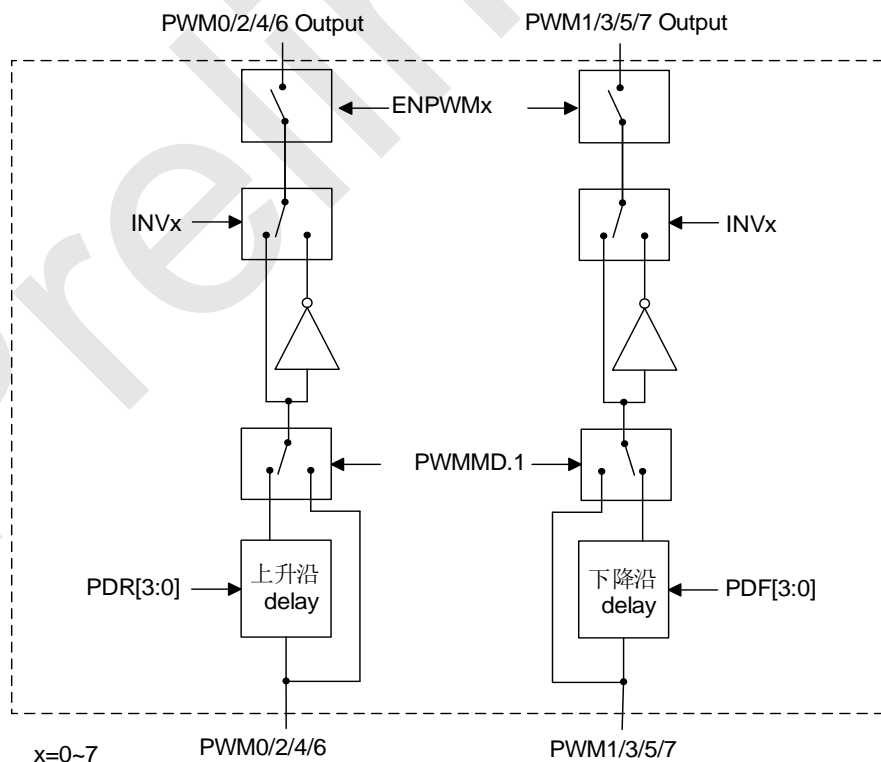 PWM0/2/4/6 Output
PWM1/3/5/7 Output
ENPWMx
INVx
INVx
PWMMD.1
PDR[3:0]
上升沿
delay
下降沿
delay
PDF[3:0]
PWM0/2/4/6
PWM1/3/5/7
x=0~7